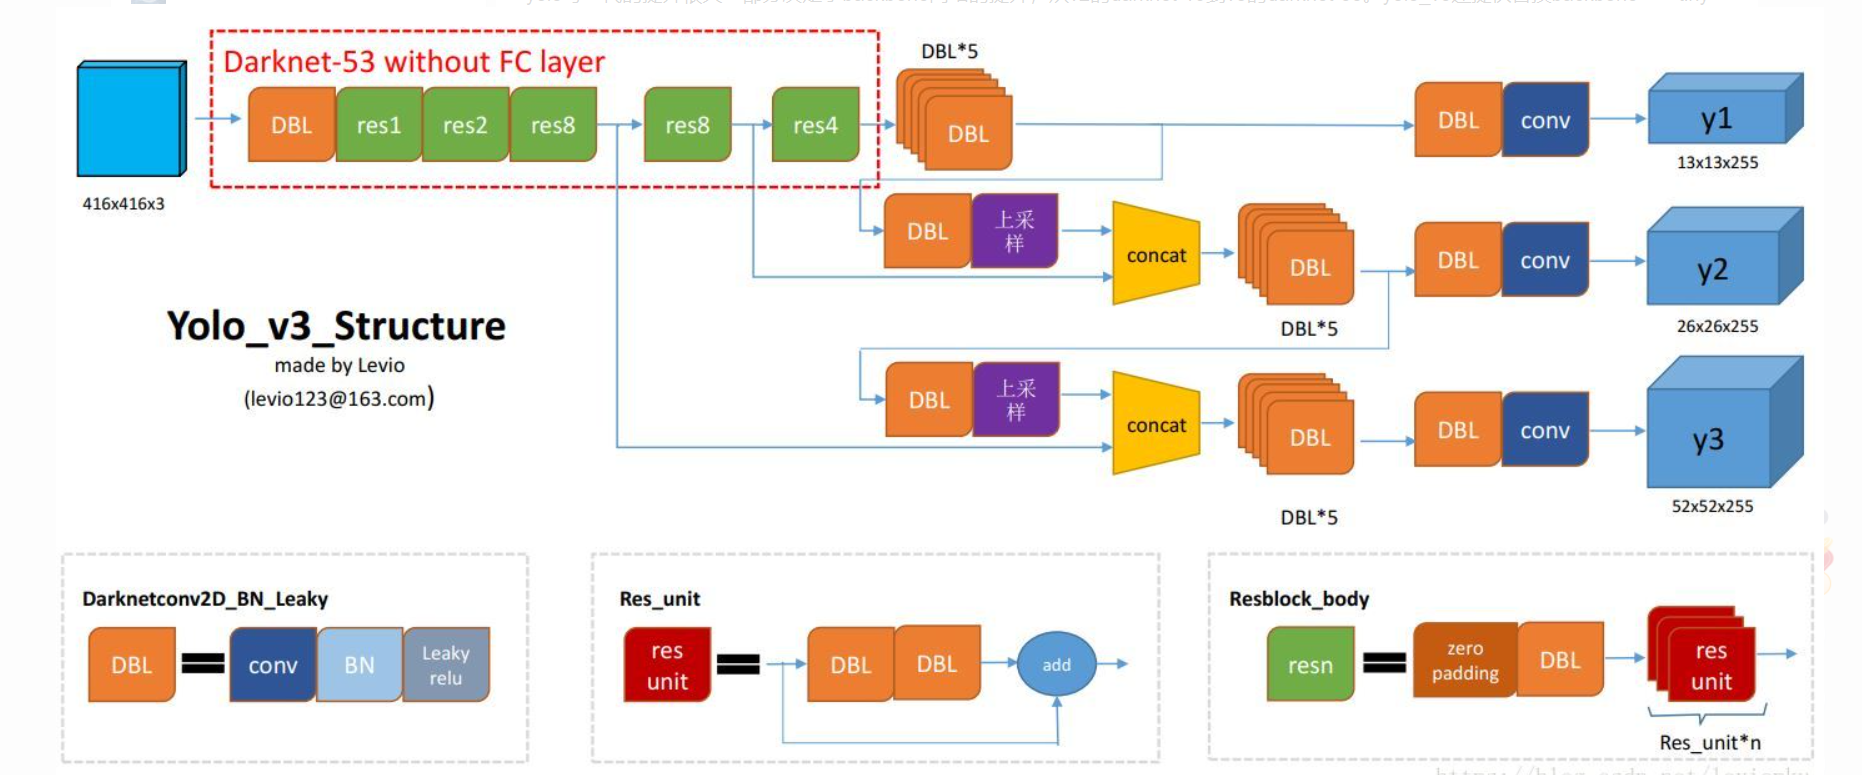 Darknet-53 without FC layer
DBL*5
DBL
res1
res2
res8
res8
res4
DBL
DBL
conv
y1
13x13x255
416x416x3
DBL
上采
样
concat
DBL
DBL
conv
y2
26x26x255
DBL*5
Yolo_v3_Structure
made by Levio
(levio123@163.com)
DBL
上采
样
concat
DBL
DBL
conv
y3
52x52x255
DBL*5
Darknetconv2D_BN_Leaky
DBL
conv
BN
Leaky
relu
Res_unit
res
unit
DBL
DBL
add
Resblock_body
resn
zero
padding
DBL
res
unit
Res_unit*n